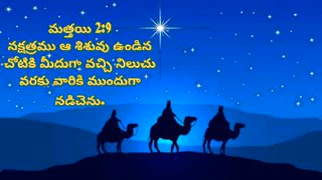 మత్తయి 2:9
నక్షత్రము ఆ శిశువు ఉండిన
చోటికి మీదుగా వచ్చి నిలుచు
వరకు వారికి ముందుగా
నడిచెను.